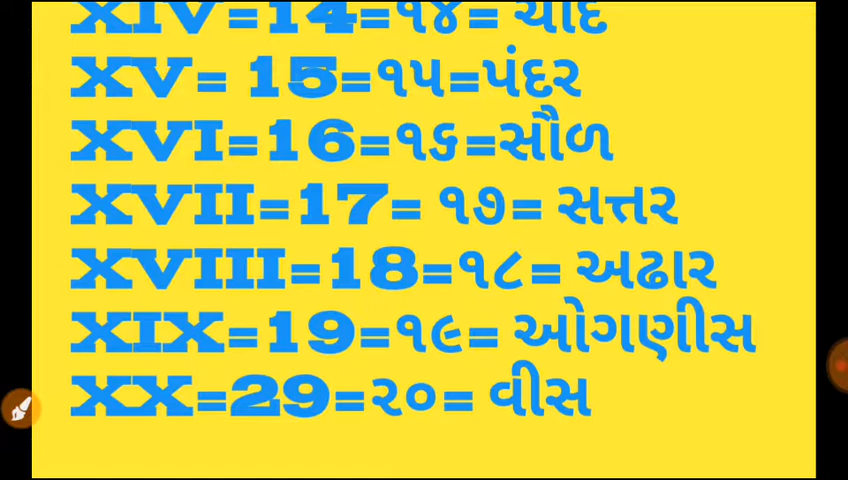 XIV=14=૧૪= ચૌદ
XV= 15=૧૫=પંદર
XVI=16=૧૬=સૌળ
XVII=17= ૧૭= સત્તર
XVIII=18=૧૮= અઢાર
XIX=19=૧૯= ઓગણીસ
XX=29=૨૦= વીસ